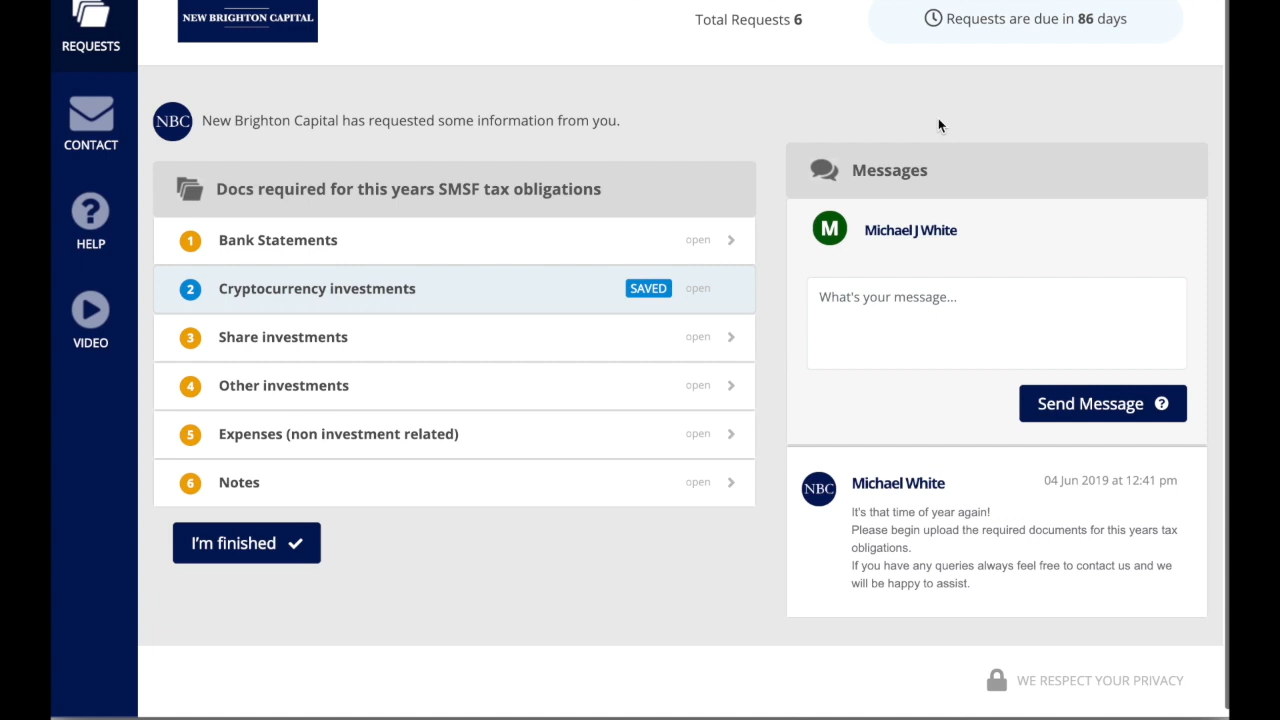 REQUESTS
CONTACT
HELP
VIDEO
NEW BRIGHTON CAPITAL
Total Requests 6
Requests are due in 86 days
NBC
New Brighton Capital has requested some information from you.
Docs required for this years SMSF tax obligations
1 Bank Statements open
2 Cryptocurrency investments SAVED open
3 Share investments open
4 Other investments open
5 Expenses (non investment related) open
6 Notes open
I'm finished
Messages
M Michael J White
What's your message...
Send Message ?
NBC Michael White 04 Jun 2019 at 12:41 pm
It's that time of year again!
Please begin upload the required documents for this years tax
obligations.
If you have any queries always feel free to contact us and we
will be happy to assist.
WE RESPECT YOUR PRIVACY